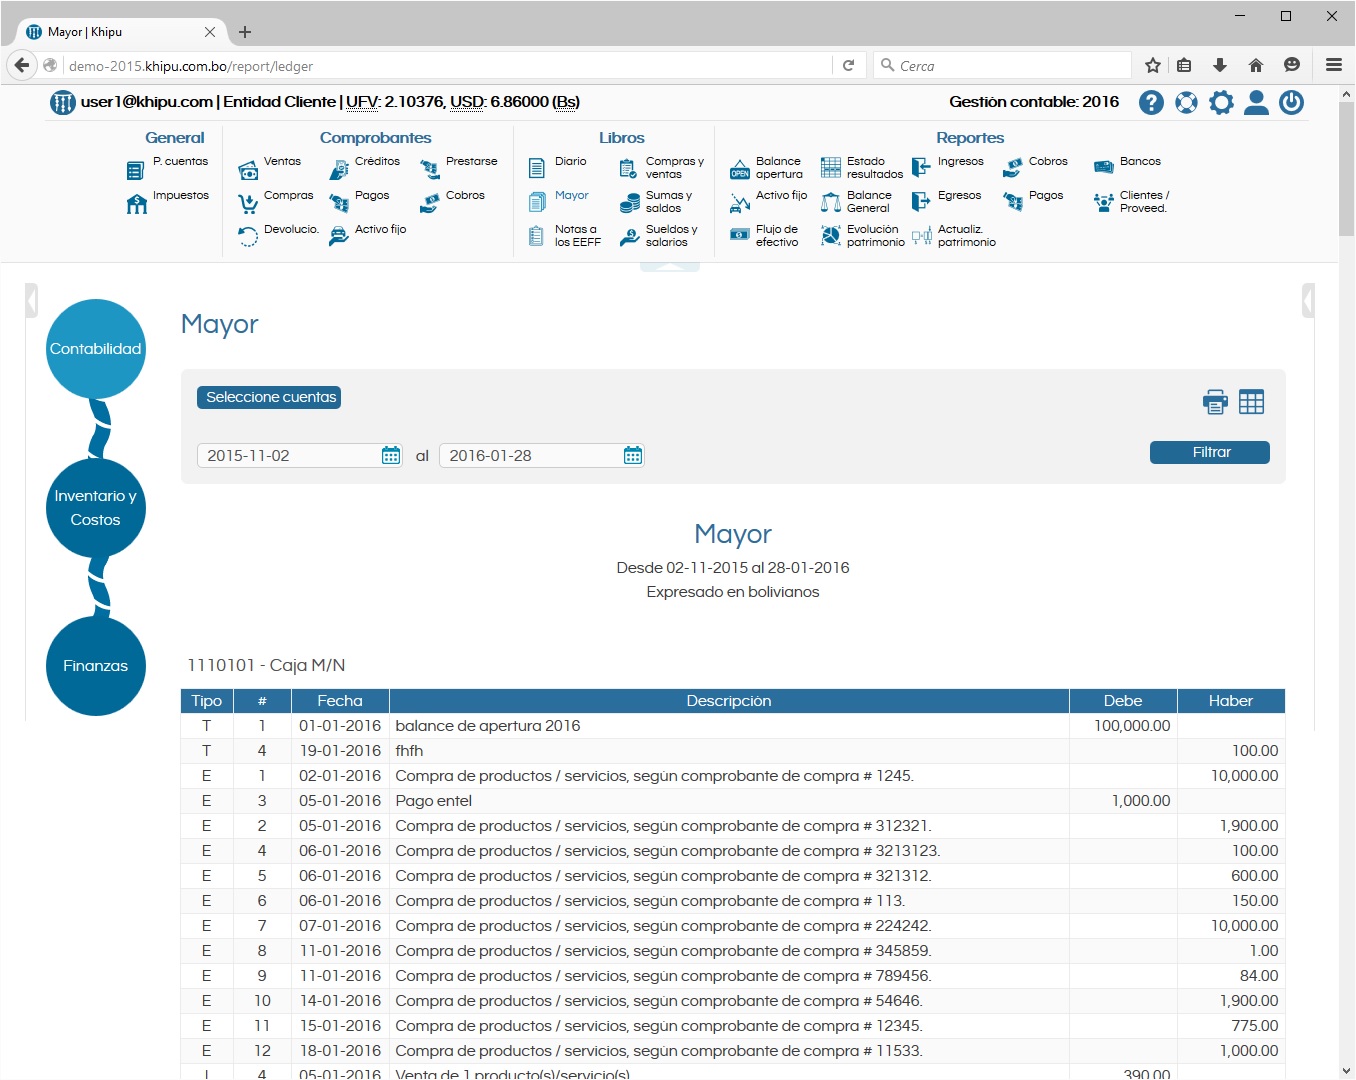 Mayor | Khipu
demo-2015.khipu.com.bo/report/ledger
Cerca
user1@khipu.com | Entidad Cliente | UFV: 2.10376, USD: 6.86000 (Bs)
Gestión contable: 2016
General
P. cuentas
Impuestos
Comprobantes
Ventas
Créditos
Prestarse
Compras
Pagos
Cobros
Devolucio.
Activo fijo
Libros
Diario
Compras y
ventas
Mayor
Sumas y
saldos
Notas a
los EEFF
Sueldos y
salarios
Reportes
Balance
apertura
OPEN
Estado
resultados
Ingresos
Cobros
Bancos
Activo fijo
Balance
General
Egresos
Pagos
Clientes /
Proveed.
Flujo de
efectivo
Evolución
patrimonio
Actualiz.
patrimonio
Contabilidad
Inventario y
Costos
Finanzas
Mayor
Seleccione cuentas
2015-11-02 al 2016-01-28
Filtrar
Mayor
Desde 02-11-2015 al 28-01-2016
Expresado en bolivianos
1110101 - Caja M/N
Tipo # Fecha Descripción Debe Haber
T 1 01-01-2016 balance de apertura 2016 100,000.00
T 4 19-01-2016 fhfh 100.00
E 1 02-01-2016 Compra de productos / servicios, según comprobante de compra # 1245. 10,000.00
E 3 05-01-2016 Pago entel 1,000.00
E 2 05-01-2016 Compra de productos / servicios, según comprobante de compra # 312321. 1,900.00
E 4 06-01-2016 Compra de productos / servicios, según comprobante de compra # 3213123. 100.00
E 5 06-01-2016 Compra de productos / servicios, según comprobante de compra # 321312. 600.00
E 6 06-01-2016 Compra de productos / servicios, según comprobante de compra # 113. 150.00
E 7 07-01-2016 Compra de productos / servicios, según comprobante de compra # 224242. 10,000.00
E 8 11-01-2016 Compra de productos / servicios, según comprobante de compra # 345859. 1.00
E 9 11-01-2016 Compra de productos / servicios, según comprobante de compra # 789456. 84.00
E 10 14-01-2016 Compra de productos / servicios, según comprobante de compra # 54646. 1,900.00
E 11 15-01-2016 Compra de productos / servicios, según comprobante de compra # 12345. 775.00
E 12 18-01-2016 Compra de productos / servicios, según comprobante de compra # 11533. 1,000.00
I 4 05-01-2016 Venta de 1 producto(s)/servicio(s) 390.00